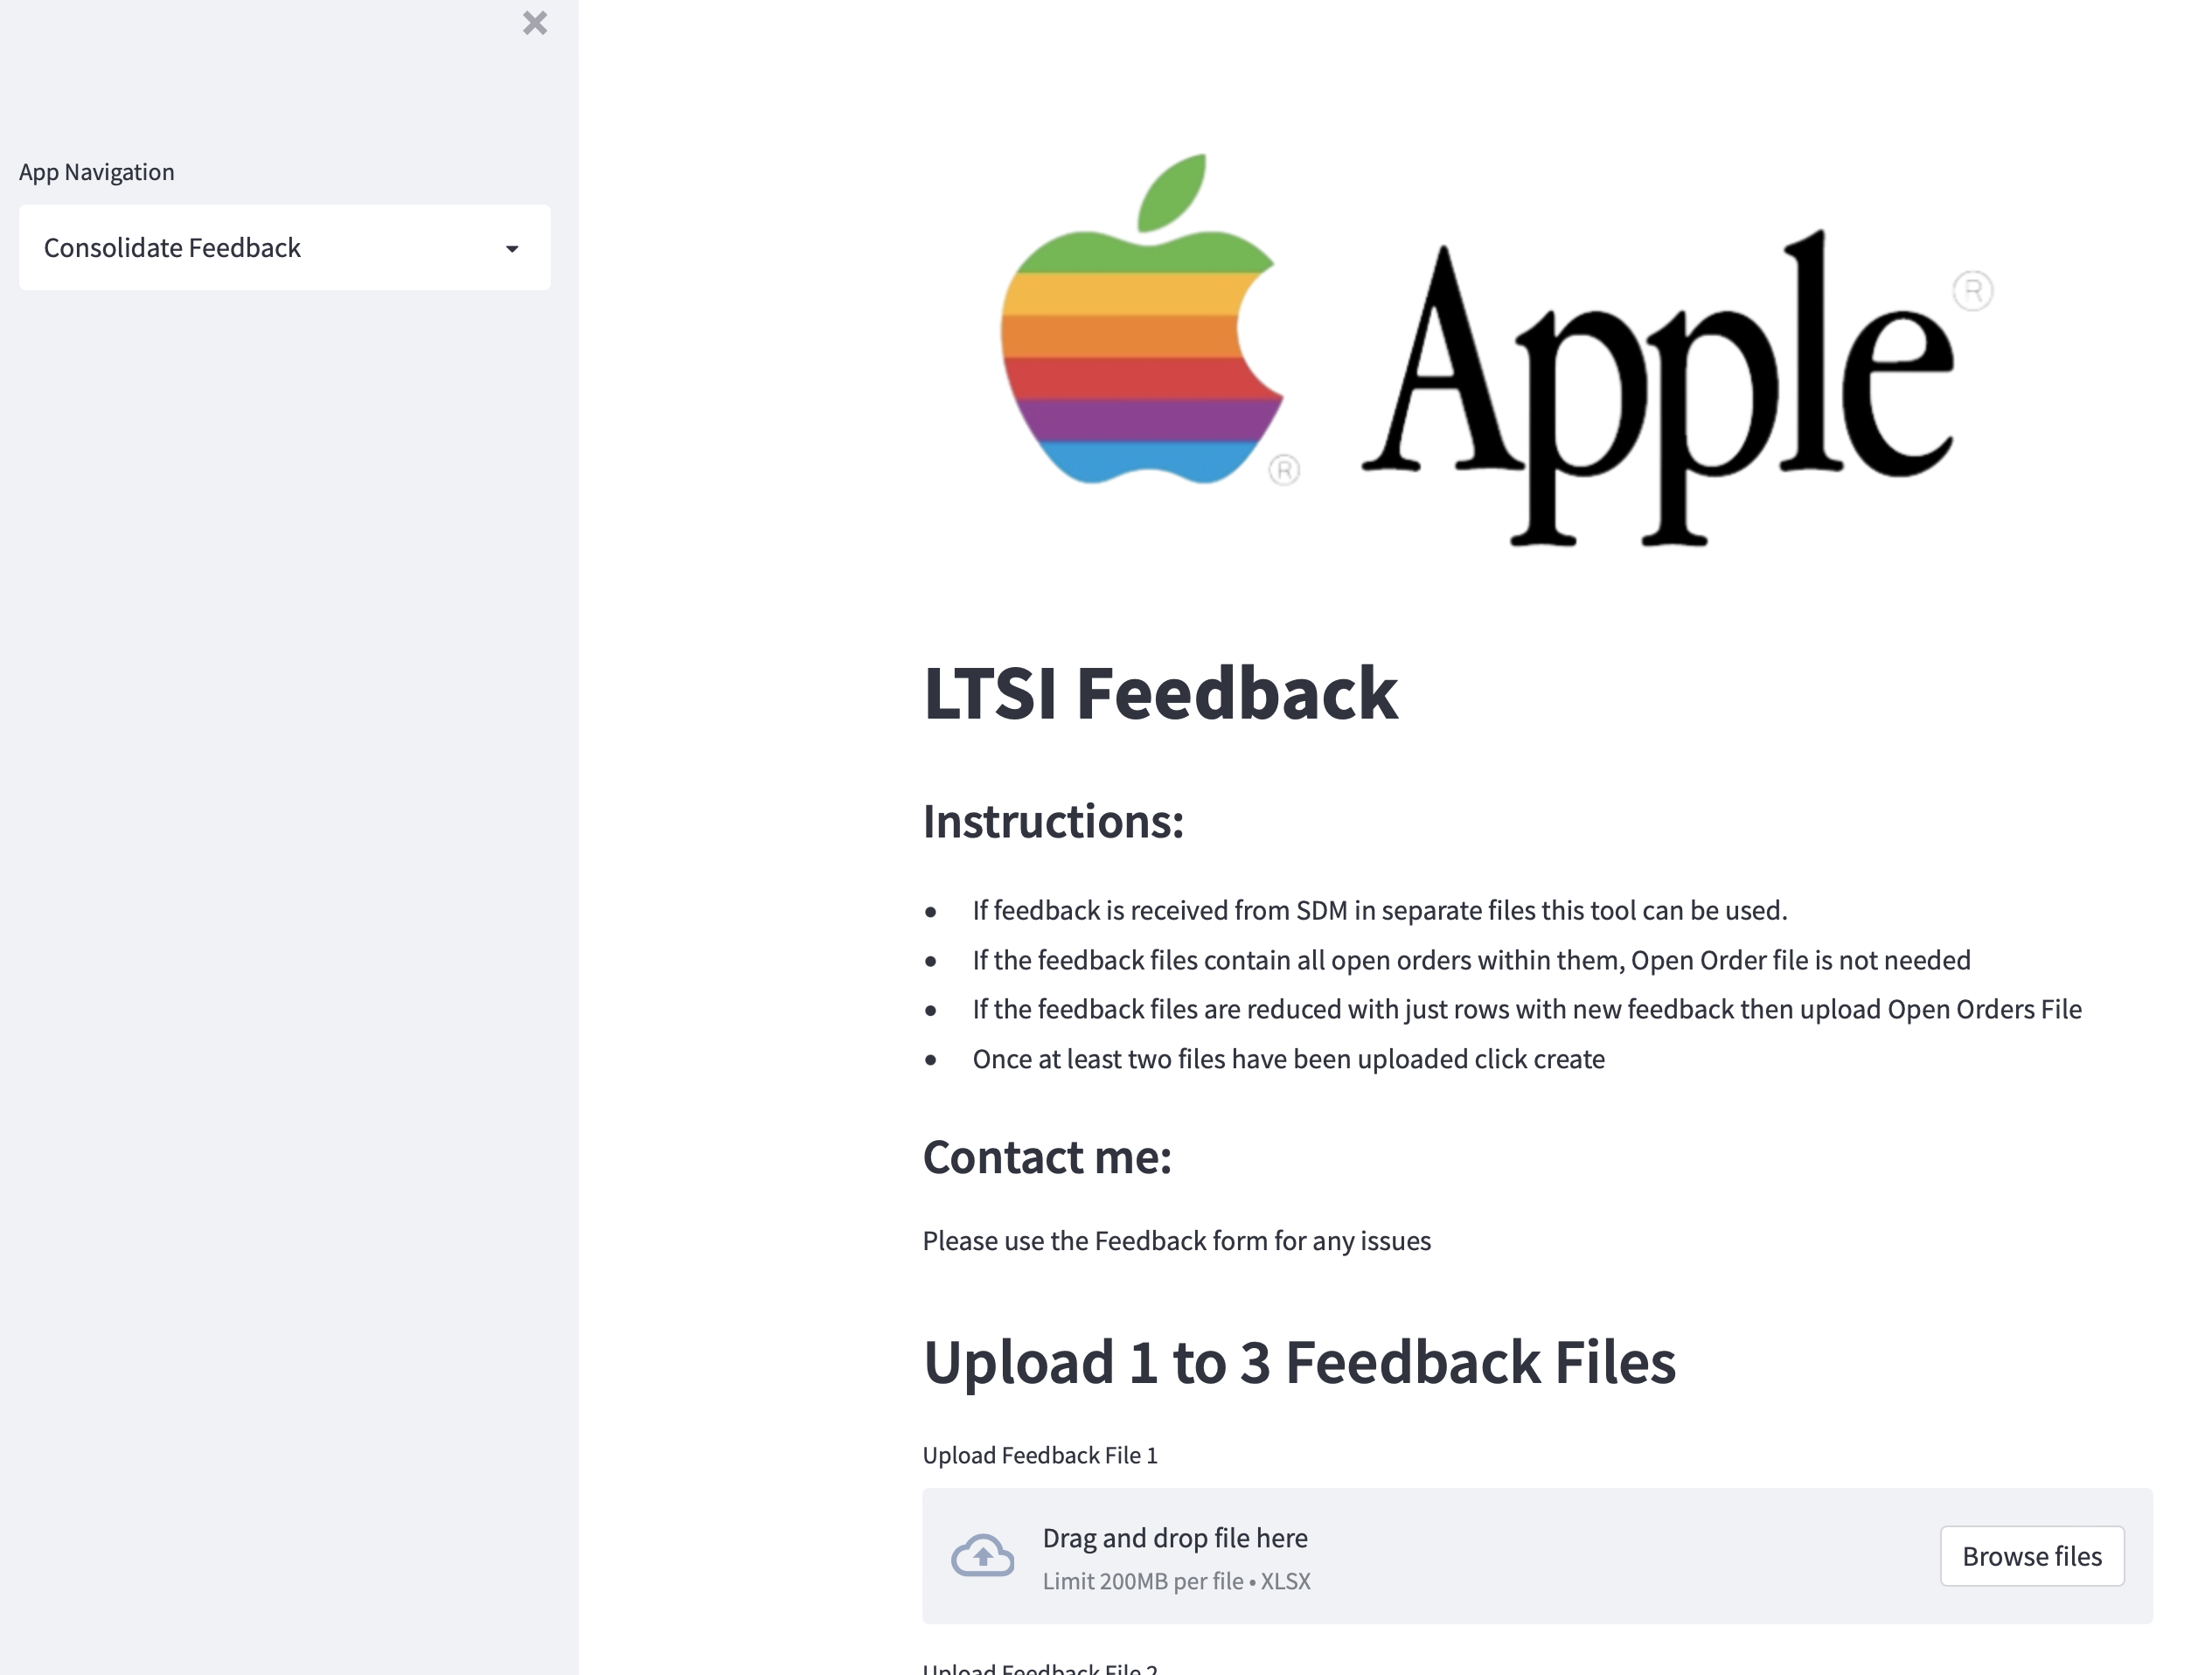 App Navigation
Consolidate Feedback
Apple®
®
LTSI Feedback
Instructions:
• If feedback is received from SDM in separate files this tool can be used.
• If the feedback files contain all open orders within them, Open Order file is not needed
• If the feedback files are reduced with just rows with new feedback then upload Open Orders File
• Once at least two files have been uploaded click create
Contact me:
Please use the Feedback form for any issues
Upload 1 to 3 Feedback Files
Upload Feedback File 1
Drag and drop file here
Limit 200MB per file • XLSX
Browse files
Upload Feedback File 2